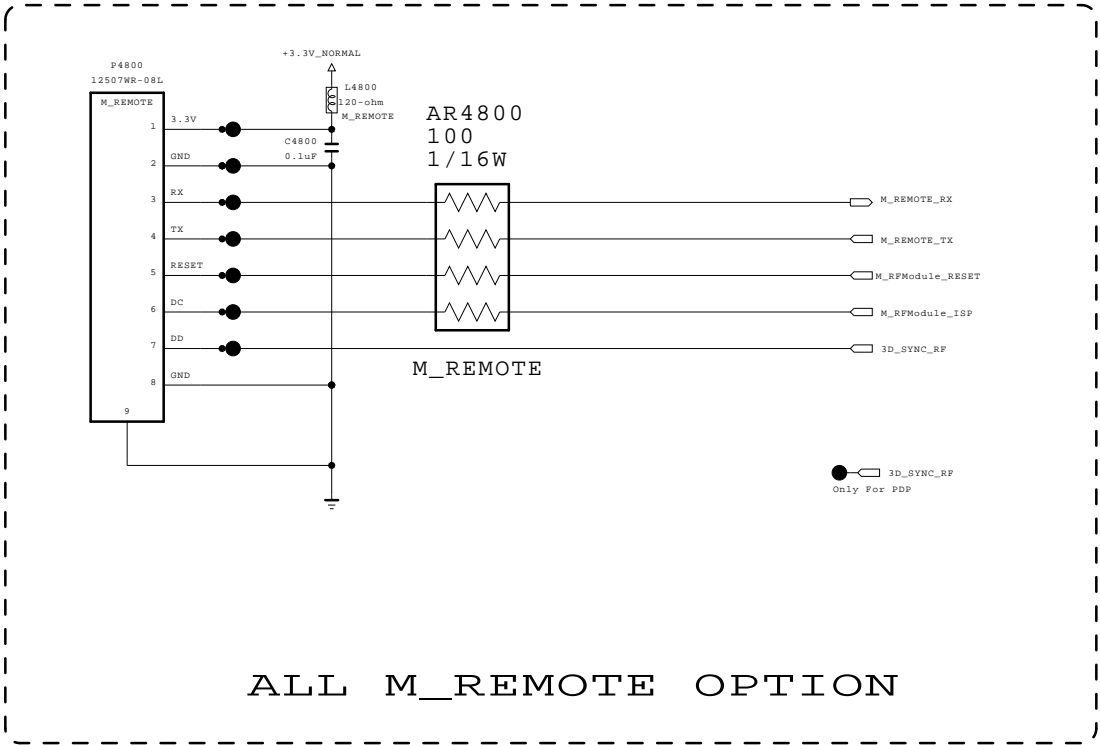 +3.3V_NORMAL
P4800
12507WR-08L
M_REMOTE
L4800
120-ohm
M_REMOTE
C4800
0.1uF
AR4800
100
1/16W
1 3.3V
2 GND
3 RX
4 TX
5 RESET
6 DC
7 DD
8 GND
9
M_REMOTE_RX
M_REMOTE_TX
M_RFModule_RESET
M_RFModule_ISP
3D_SYNC_RF
M_REMOTE
3D_SYNC_RF
Only For PDP
ALL M_REMOTE OPTION